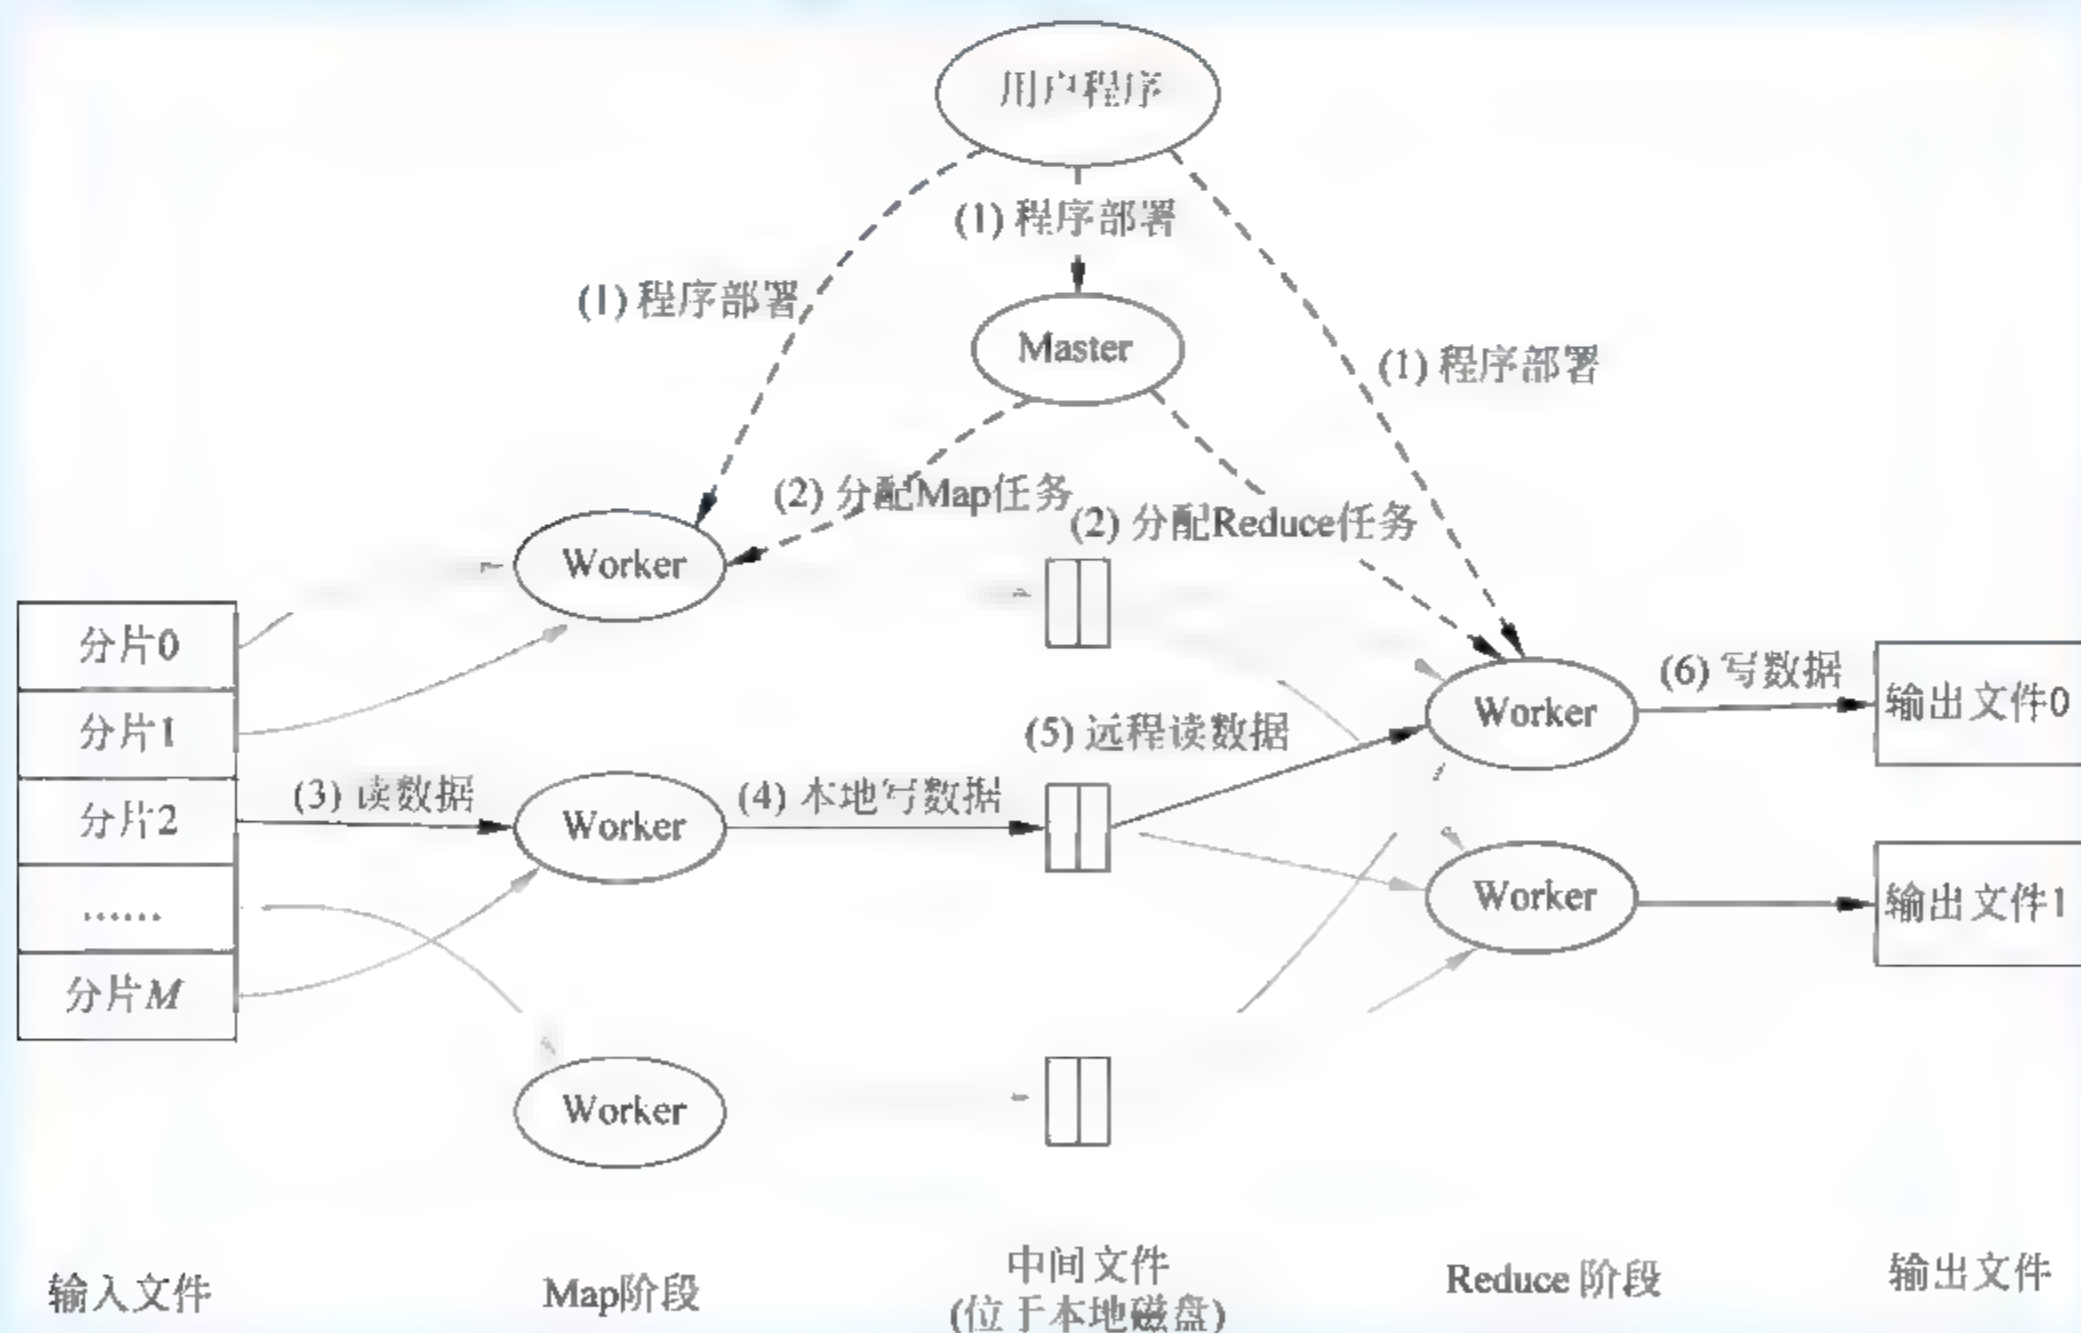 用户程序
(1) 程序部署
(1) 程序部署
Master
(1) 程序部署
(2) 分配Map任务
(2) 分配Reduce任务
Worker
分片0
分片1
分片2
……
分片M
(3) 读数据
Worker
(4) 本地写数据
(5) 远程读数据
Worker
(6) 写数据
输出文件0
Worker
输出文件1
Worker
输入文件
Map阶段
中间文件
(位于本地磁盘)
Reduce 阶段
输出文件